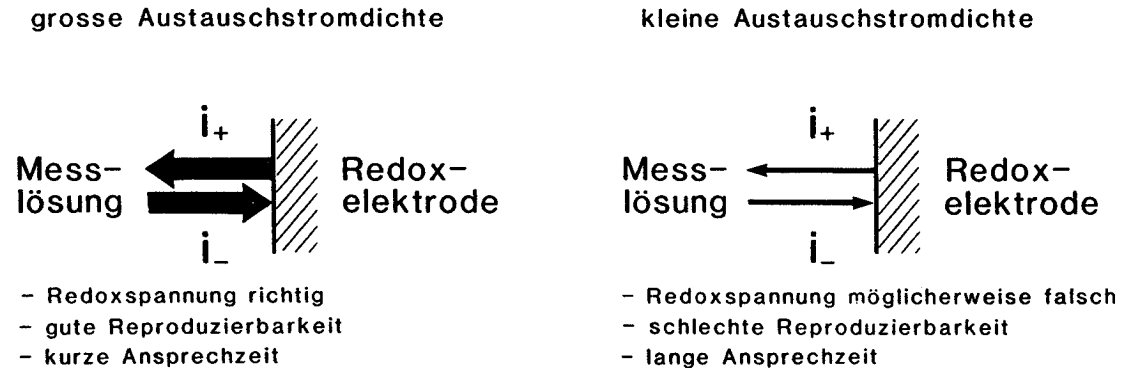 grosse Austauschstromdichte
i+
Mess-
lösung
Redox-
elektrode
i-
- Redoxspannung richtig
- gute Reproduzierbarkeit
- kurze Ansprechzeit
kleine Austauschstromdichte
i+
Mess-
lösung
Redox-
elektrode
i-
- Redoxspannung möglicherweise falsch
- schlechte Reproduzierbarkeit
- lange Ansprechzeit